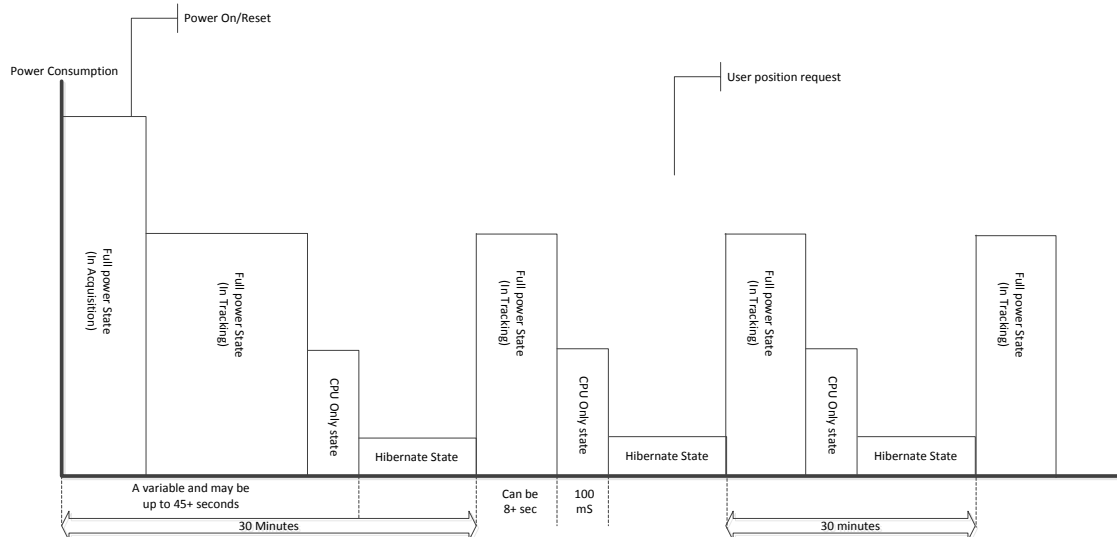 Power On/Reset
Power Consumption
User position request
Full power State
(In Acquisition)
Full power State
(In Tracking)
CPU Only state
Hibernate State
Full power State
(In Tracking)
CPU Only state
Hibernate State
Full power State
(In Tracking)
CPU Only state
Hibernate State
Full power State
(In Tracking)
A variable and may be
up to 45+ seconds
Can be
8+ sec
100
mS
30 Minutes
30 minutes